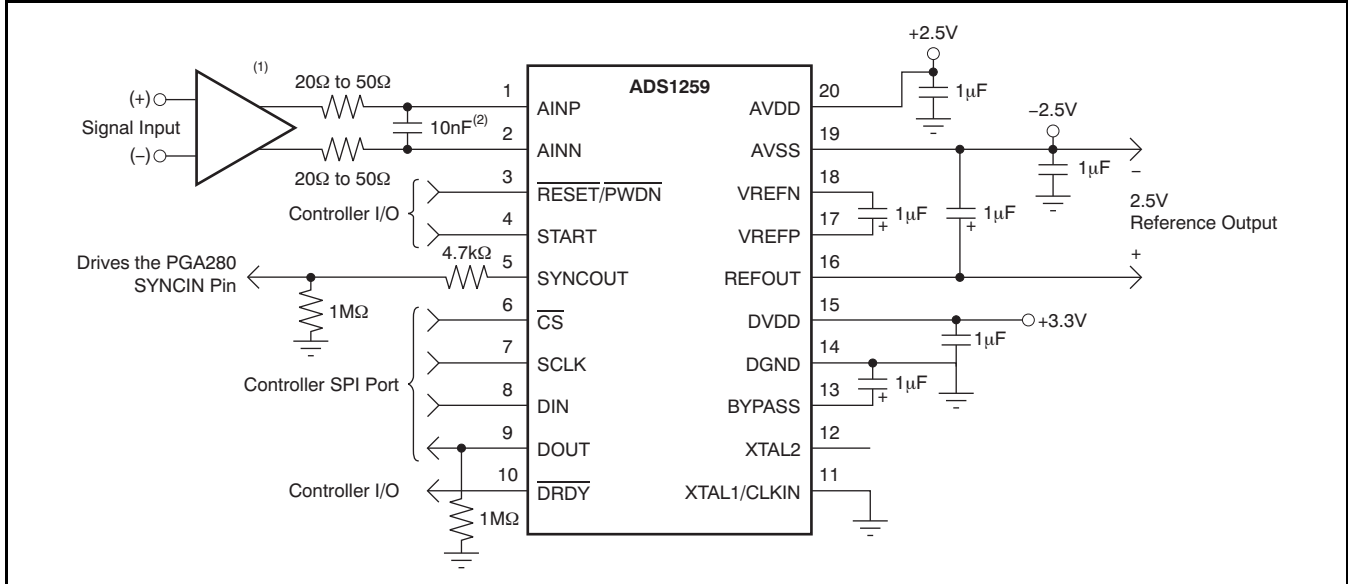 (1)
20Ω to 50Ω
(+)
Signal Input
(–)
10nF(2)
20Ω to 50Ω
Controller I/O
4.7kΩ
Drives the PGA280
SYNCIN Pin
1MΩ
Controller SPI Port
Controller I/O
1MΩ
ADS1259
1 AINP
2 AINN
3 RESET/PWDN
4 START
5 SYNCOUT
6 CS
7 SCLK
8 DIN
9 DOUT
10 DRDY
AVDD 20
AVSS 19
VREFN 18
VREFP 17
REFOUT 16
DVDD 15
DGND 14
BYPASS 13
XTAL2 12
XTAL1/CLKIN 11
+2.5V
1μF
–2.5V
1μF
–
1μF
+
1μF
+
2.5V
Reference Output
+
+3.3V
1μF
1μF
+